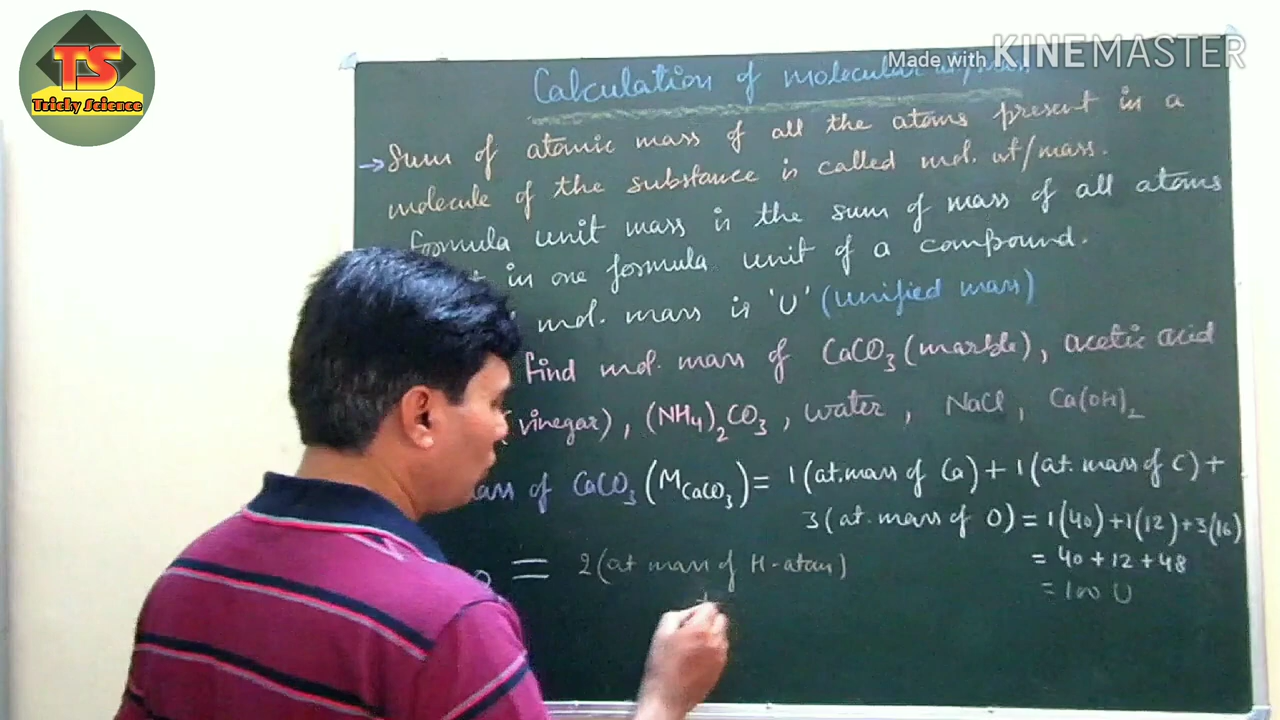 TS
Tricky Science
Made with KINEMASTER
Calculation of molecular
→ Sum of atomic mass of all the atoms present in a
molecule of the substance is called mol. wt/mass.
formula unit mass is the sum of mass of all atoms
in one formula unit of a compound.
mol. mass is 'U' (unified mass)
find mol. mass of CaCO₃ (marble), acetic acid
(vinegar), (NH₄)₂CO₃, water, NaCl, Ca(OH)₂
mass of CaCO₃ (M CaCO₃) = 1(at.mass of Ca) + 1(at. mass of C) +
3(at. mass of O) = 1(40)+1(12)+3(16)
= 40 + 12 + 48
= 100 U
= 2(at mass of H-atom)
+